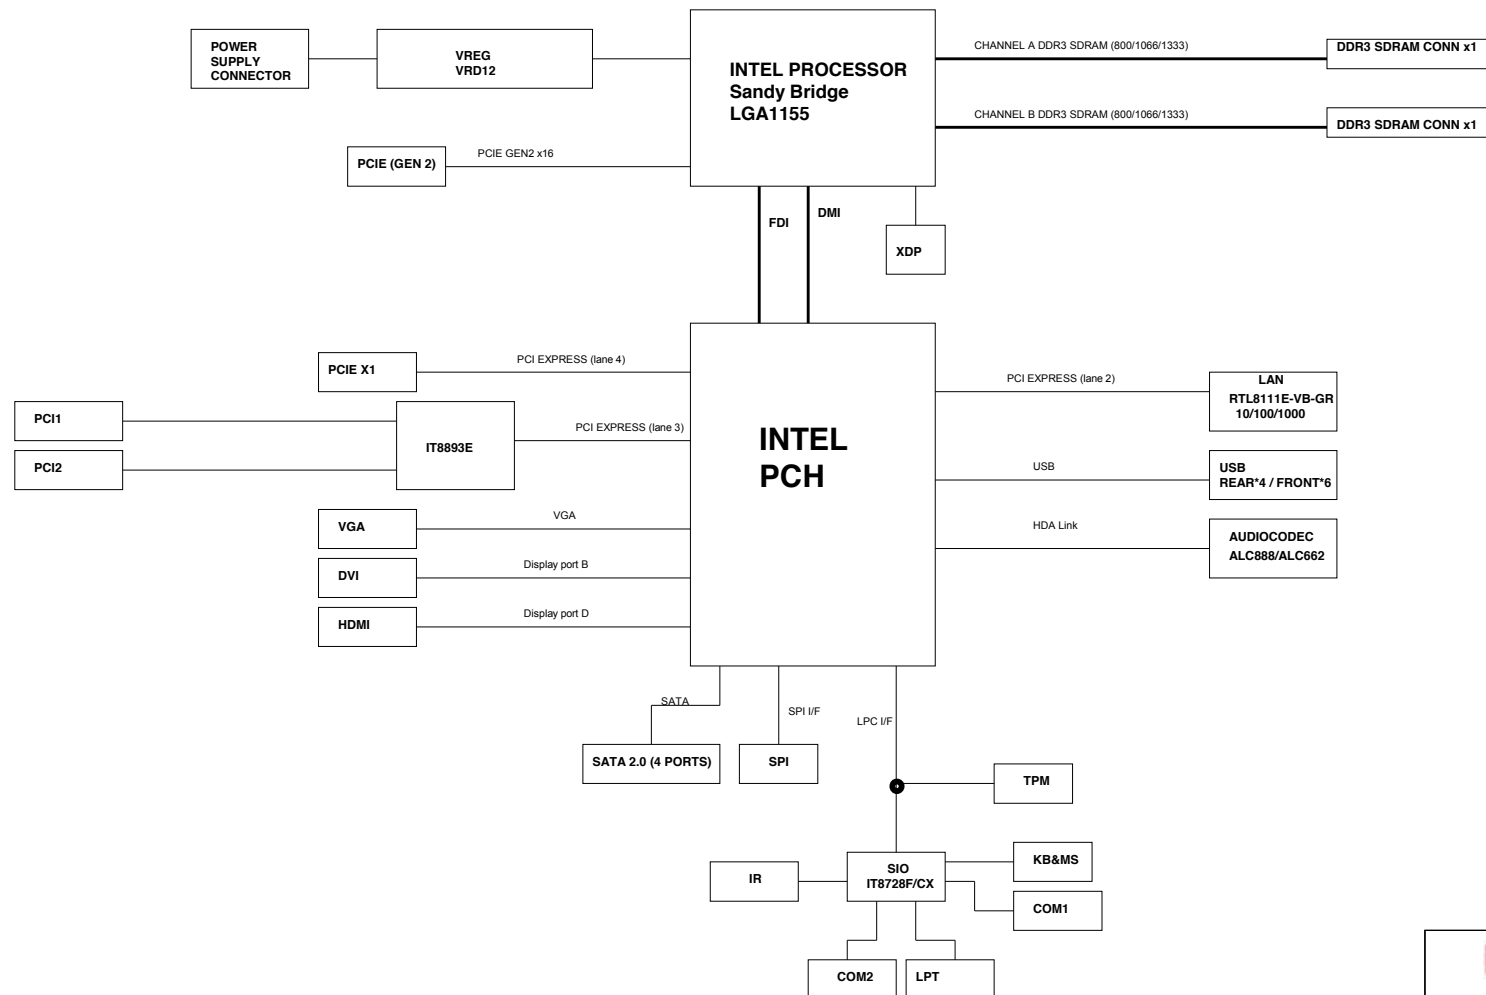 POWER
SUPPLY
CONNECTOR
VREG
VRD12
INTEL PROCESSOR
Sandy Bridge
LGA1155
CHANNEL A DDR3 SDRAM (800/1066/1333)
DDR3 SDRAM CONN x1
CHANNEL B DDR3 SDRAM (800/1066/1333)
DDR3 SDRAM CONN x1
PCIE (GEN 2)
PCIE GEN2 x16
FDI
DMI
XDP
PCIE X1
PCI EXPRESS (lane 4)
PCI EXPRESS (lane 2)
LAN
RTL8111E-VB-GR
10/100/1000
PCI1
PCI2
IT8893E
PCI EXPRESS (lane 3)
INTEL
PCH
USB
USB
REAR*4 / FRONT*6
VGA
VGA
HDA Link
AUDIOCODEC
ALC888/ALC662
DVI
Display port B
HDMI
Display port D
SATA
SPI I/F
LPC I/F
SATA 2.0 (4 PORTS)
SPI
TPM
IR
SIO
IT8728F/CX
KB&MS
COM1
COM2
LPT